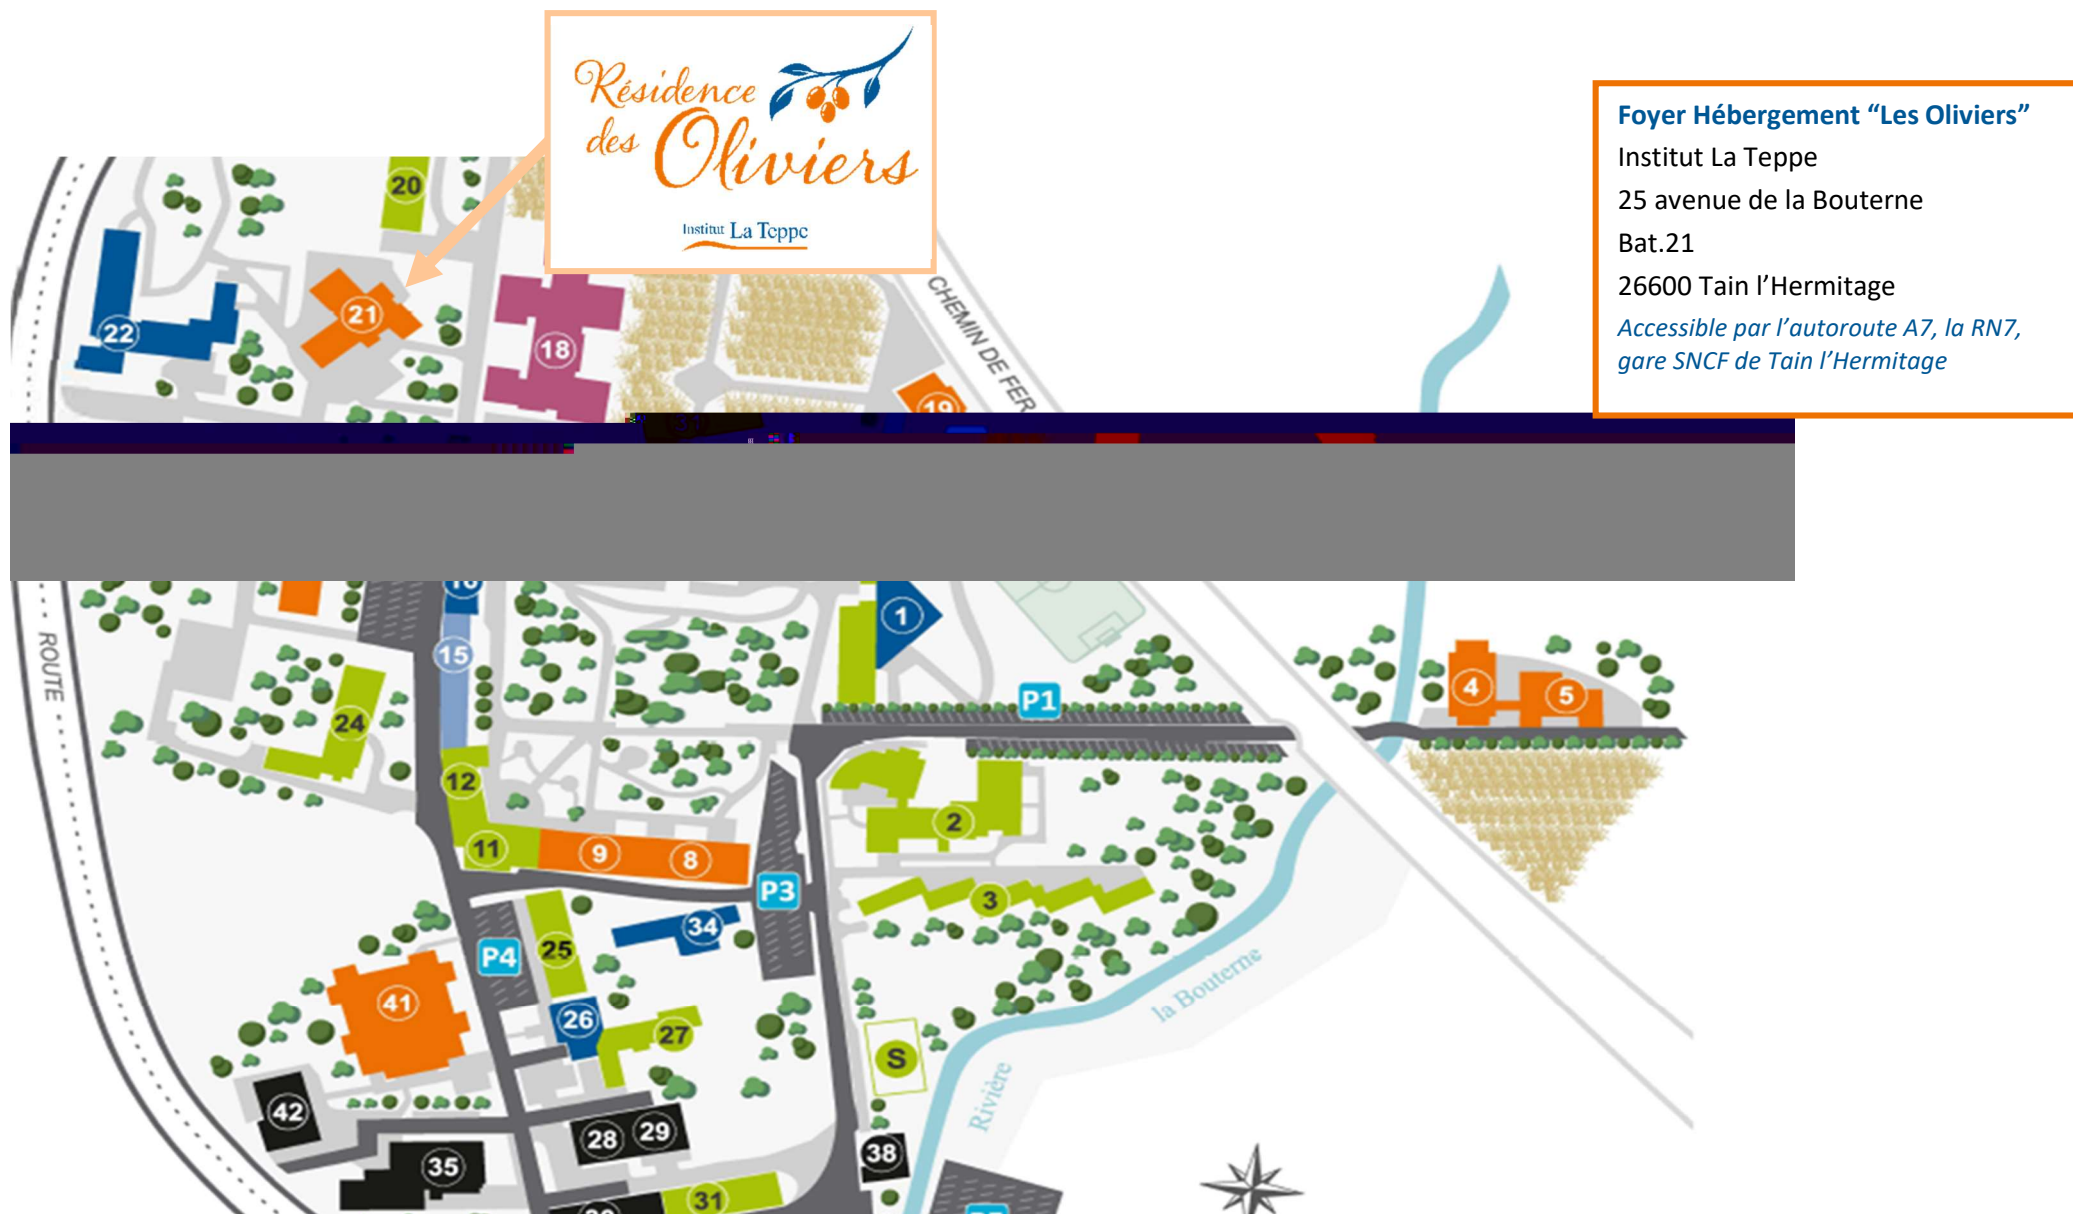 Résidence
des Oliviers
Institut La Teppe
Foyer Hébergement “Les Oliviers”
Institut La Teppe
25 avenue de la Bouterne
Bat.21
26600 Tain l’Hermitage
Accessible par l’autoroute A7, la RN7,
gare SNCF de Tain l’Hermitage
20
21
22
18
19
CHEMIN DE FER
31
ROUTE
1
15
P1
4
5
24
12
2
11
9
8
P3
3
34
25
P4
41
26
27
S
la Bouterne
Rivière
42
28
29
35
38
31